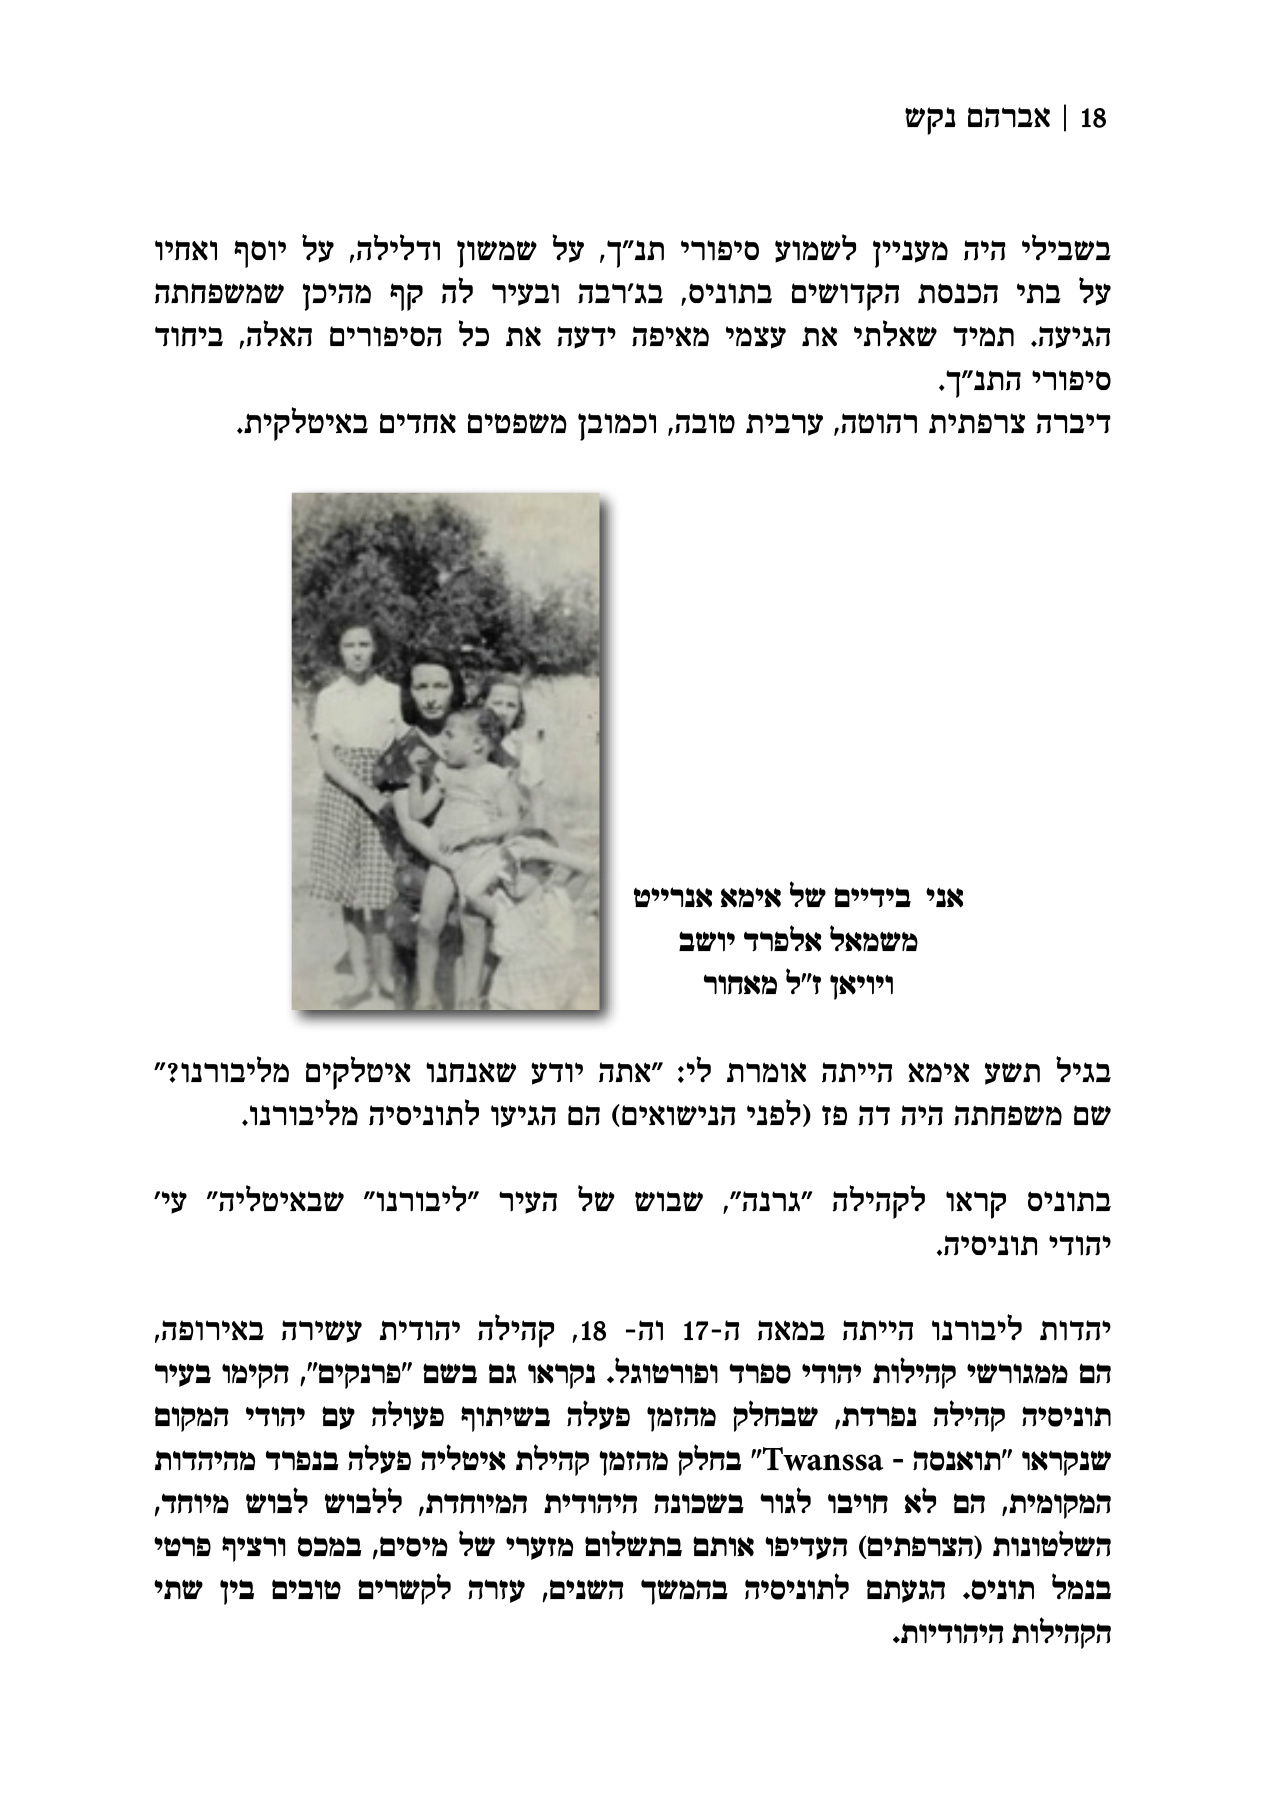 18 | אברהם נקש
בשבילי היה מעניין לשמוע סיפורי תנ״ך, על שמשון ודלילה, על יוסף ואחיו
על בתי הכנסת הקדושים בתוניס, בג׳רבה ובעיר לה קף מהיכן שמשפחתה
הגיעה. תמיד שאלתי את עצמי מאיפה ידעה את כל הסיפורים האלה, ביחוד
סיפורי התנ״ך.
דיברה צרפתית רהוטה, ערבית טובה, וכמובן משפטים אחדים באיטלקית.
אני בידיים של אימא אנרייט
משמאל אלפרד יושב
ויויאן ז״ל מאחור
בגיל תשע אימא הייתה אומרת לי: ״אתה יודע שאנחנו איטלקים מליבורנו?״
שם משפחתה היה דה פז (לפני הנישואים) הם הגיעו לתוניסיה מליבורנו.
בתוניס קראו לקהילה ״גרנה״, שבוש של העיר ״ליבורנו״ שבאיטליה״ עי׳
יהודי תוניסיה.
יהדות ליבורנו הייתה במאה ה-17 וה- 18, קהילה יהודית עשירה באירופה,
הם ממגורשי קהילות יהודי ספרד ופורטוגל. נקראו גם בשם ״פרנקים״, הקימו בעיר
תוניסיה קהילה נפרדת, שבחלק מהזמן פעלה בשיתוף פעולה עם יהודי המקום
שנקראו ״תואנסה - Twanssa״ בחלק מהזמן קהילת איטליה פעלה בנפרד מהיהדות
המקומית, הם לא חויבו לגור בשכונה היהודית המיוחדת, ללבוש לבוש מיוחד,
השלטונות (הצרפתים) העדיפו אותם בתשלום מזערי של מיסים, במכס ורציף פרטי
בנמל תוניס. הגעתם לתוניסיה בהמשך השנים, עזרה לקשרים טובים בין שתי
הקהילות היהודיות.